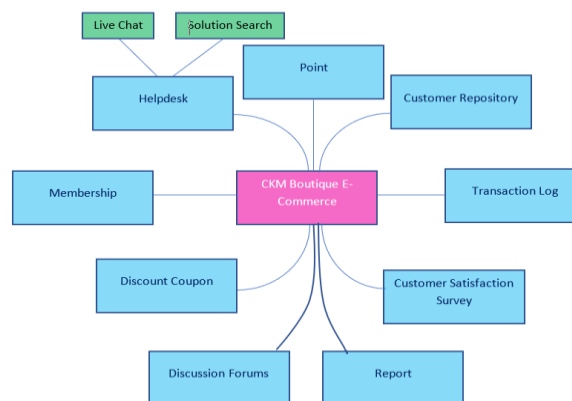 Live Chat
Solution Search
Point
Helpdesk
Customer Repository
CKM Boutique E-
Commerce
Membership
Transaction Log
Discount Coupon
Customer Satisfaction
Survey
Discussion Forums
Report